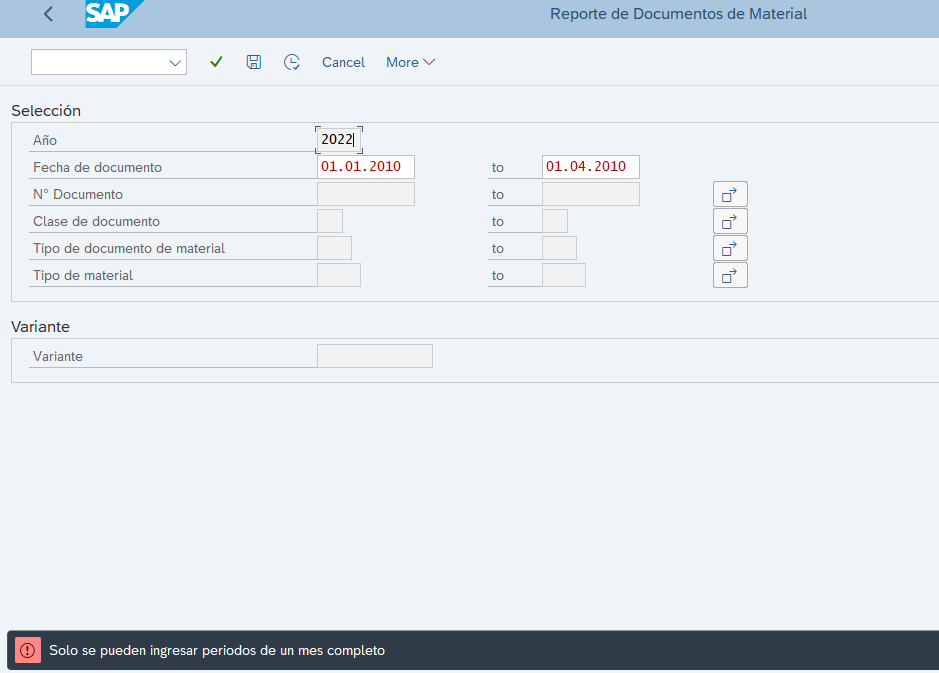 SAP Reporte de Documentos de Material
Cancel More
Selección
Año 2022
Fecha de documento 01.01.2010 to 01.04.2010
N° Documento to
Clase de documento to
Tipo de documento de material to
Tipo de material to
Variante
Variante
Solo se pueden ingresar periodos de un mes completo